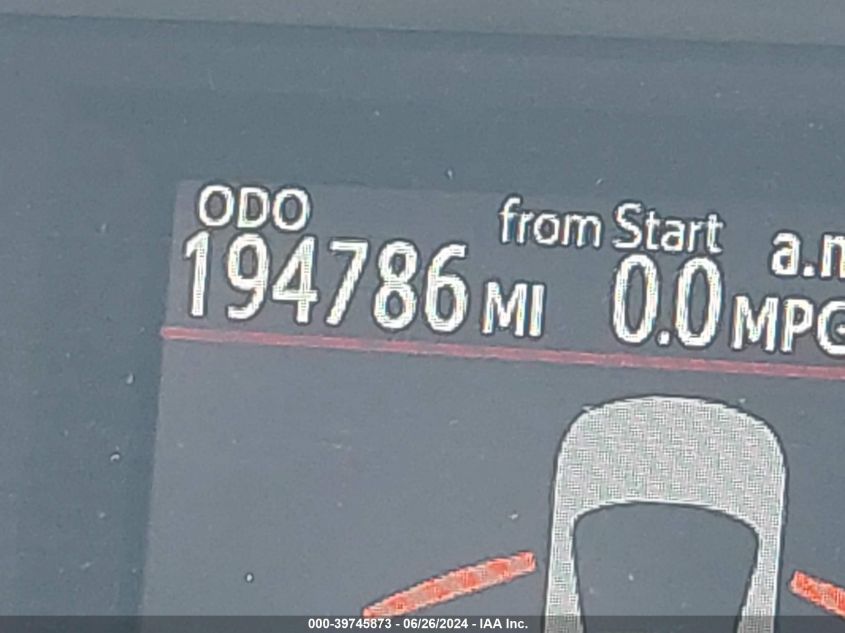 ODO from Start a.m
194786 MI 0.0 MPG
000-39745873 - 06/26/2024 - IAA Inc.